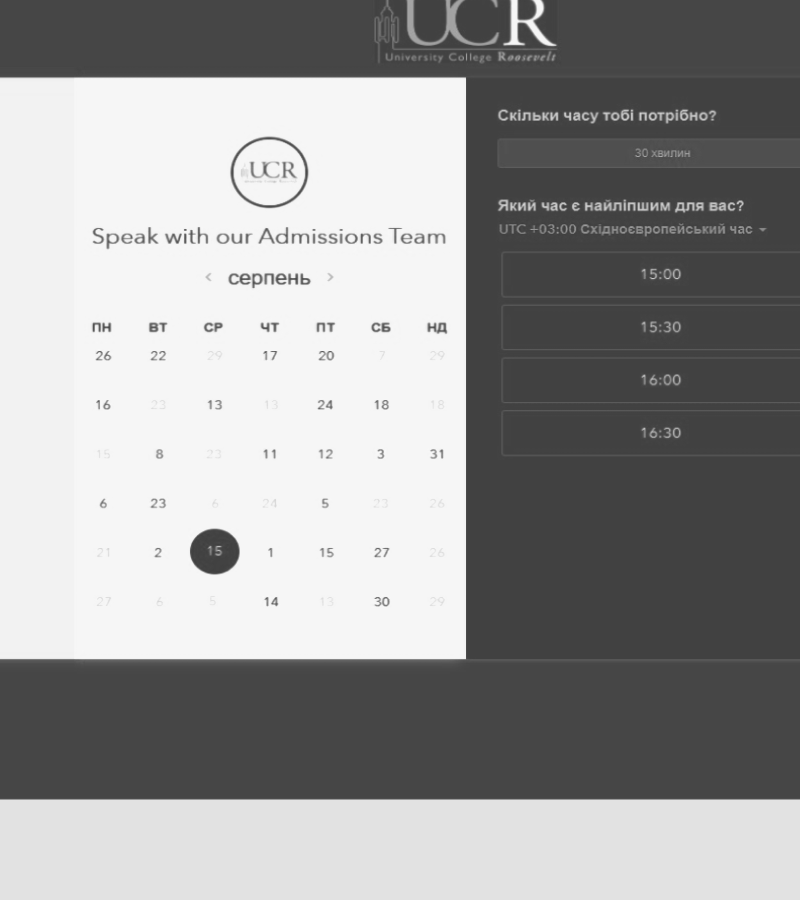 UCR
University College Roosevelt
UCR
Speak with our Admissions Team
< серпень >
ПН ВТ СР ЧТ ПТ СБ НД
26 22 29 17 20 7 29
16 23 13 13 24 18 18
15 8 23 11 12 3 31
6 23 6 24 5 23 26
21 2 15 1 15 27 26
27 6 5 14 13 30 29
Скільки часу тобі потрібно?
30 хвилин
Який час є найліпшим для вас?
UTC +03:00 Східноєвропейський час
15:00
15:30
16:00
16:30